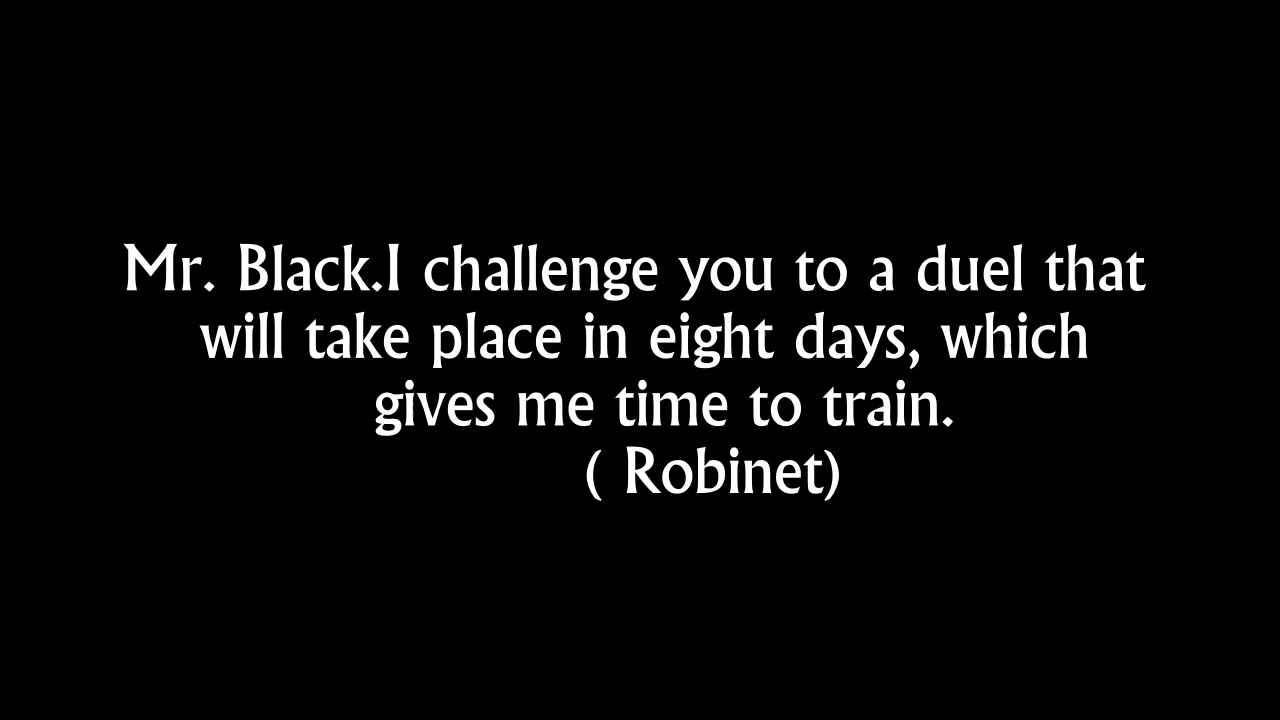 Mr. Black.I challenge you to a duel that
will take place in eight days, which
gives me time to train.
( Robinet)